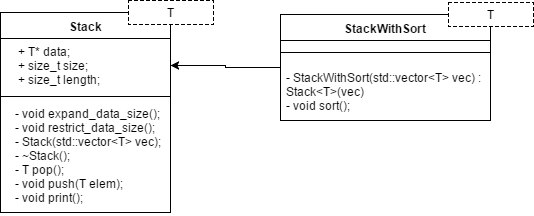 T
Stack
+ T* data;
+ size_t size;
+ size_t length;
- void expand_data_size();
- void restrict_data_size();
- Stack(std::vector<T> vec);
- ~Stack();
- T pop();
- void push(T elem);
- void print();
T
StackWithSort
- StackWithSort(std::vector<T> vec) :
Stack<T>(vec)
- void sort();